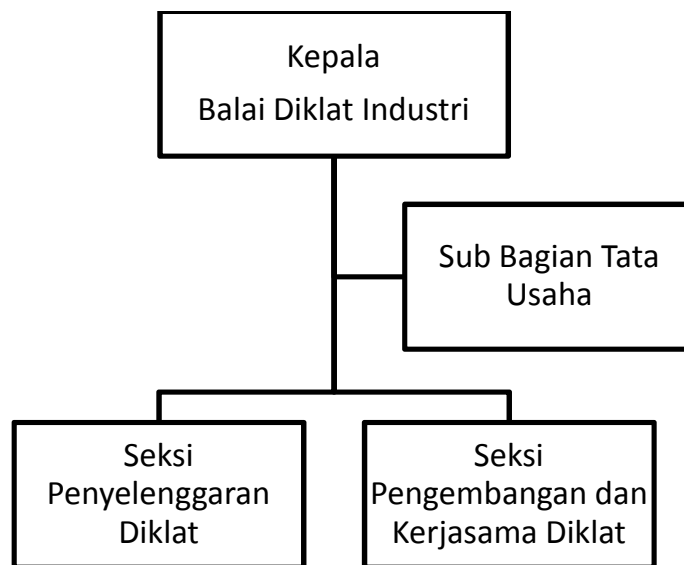 Kepala
Balai Diklat Industri
Sub Bagian Tata
Usaha
Seksi
Penyelenggaran
Diklat
Seksi
Pengembangan dan
Kerjasama Diklat